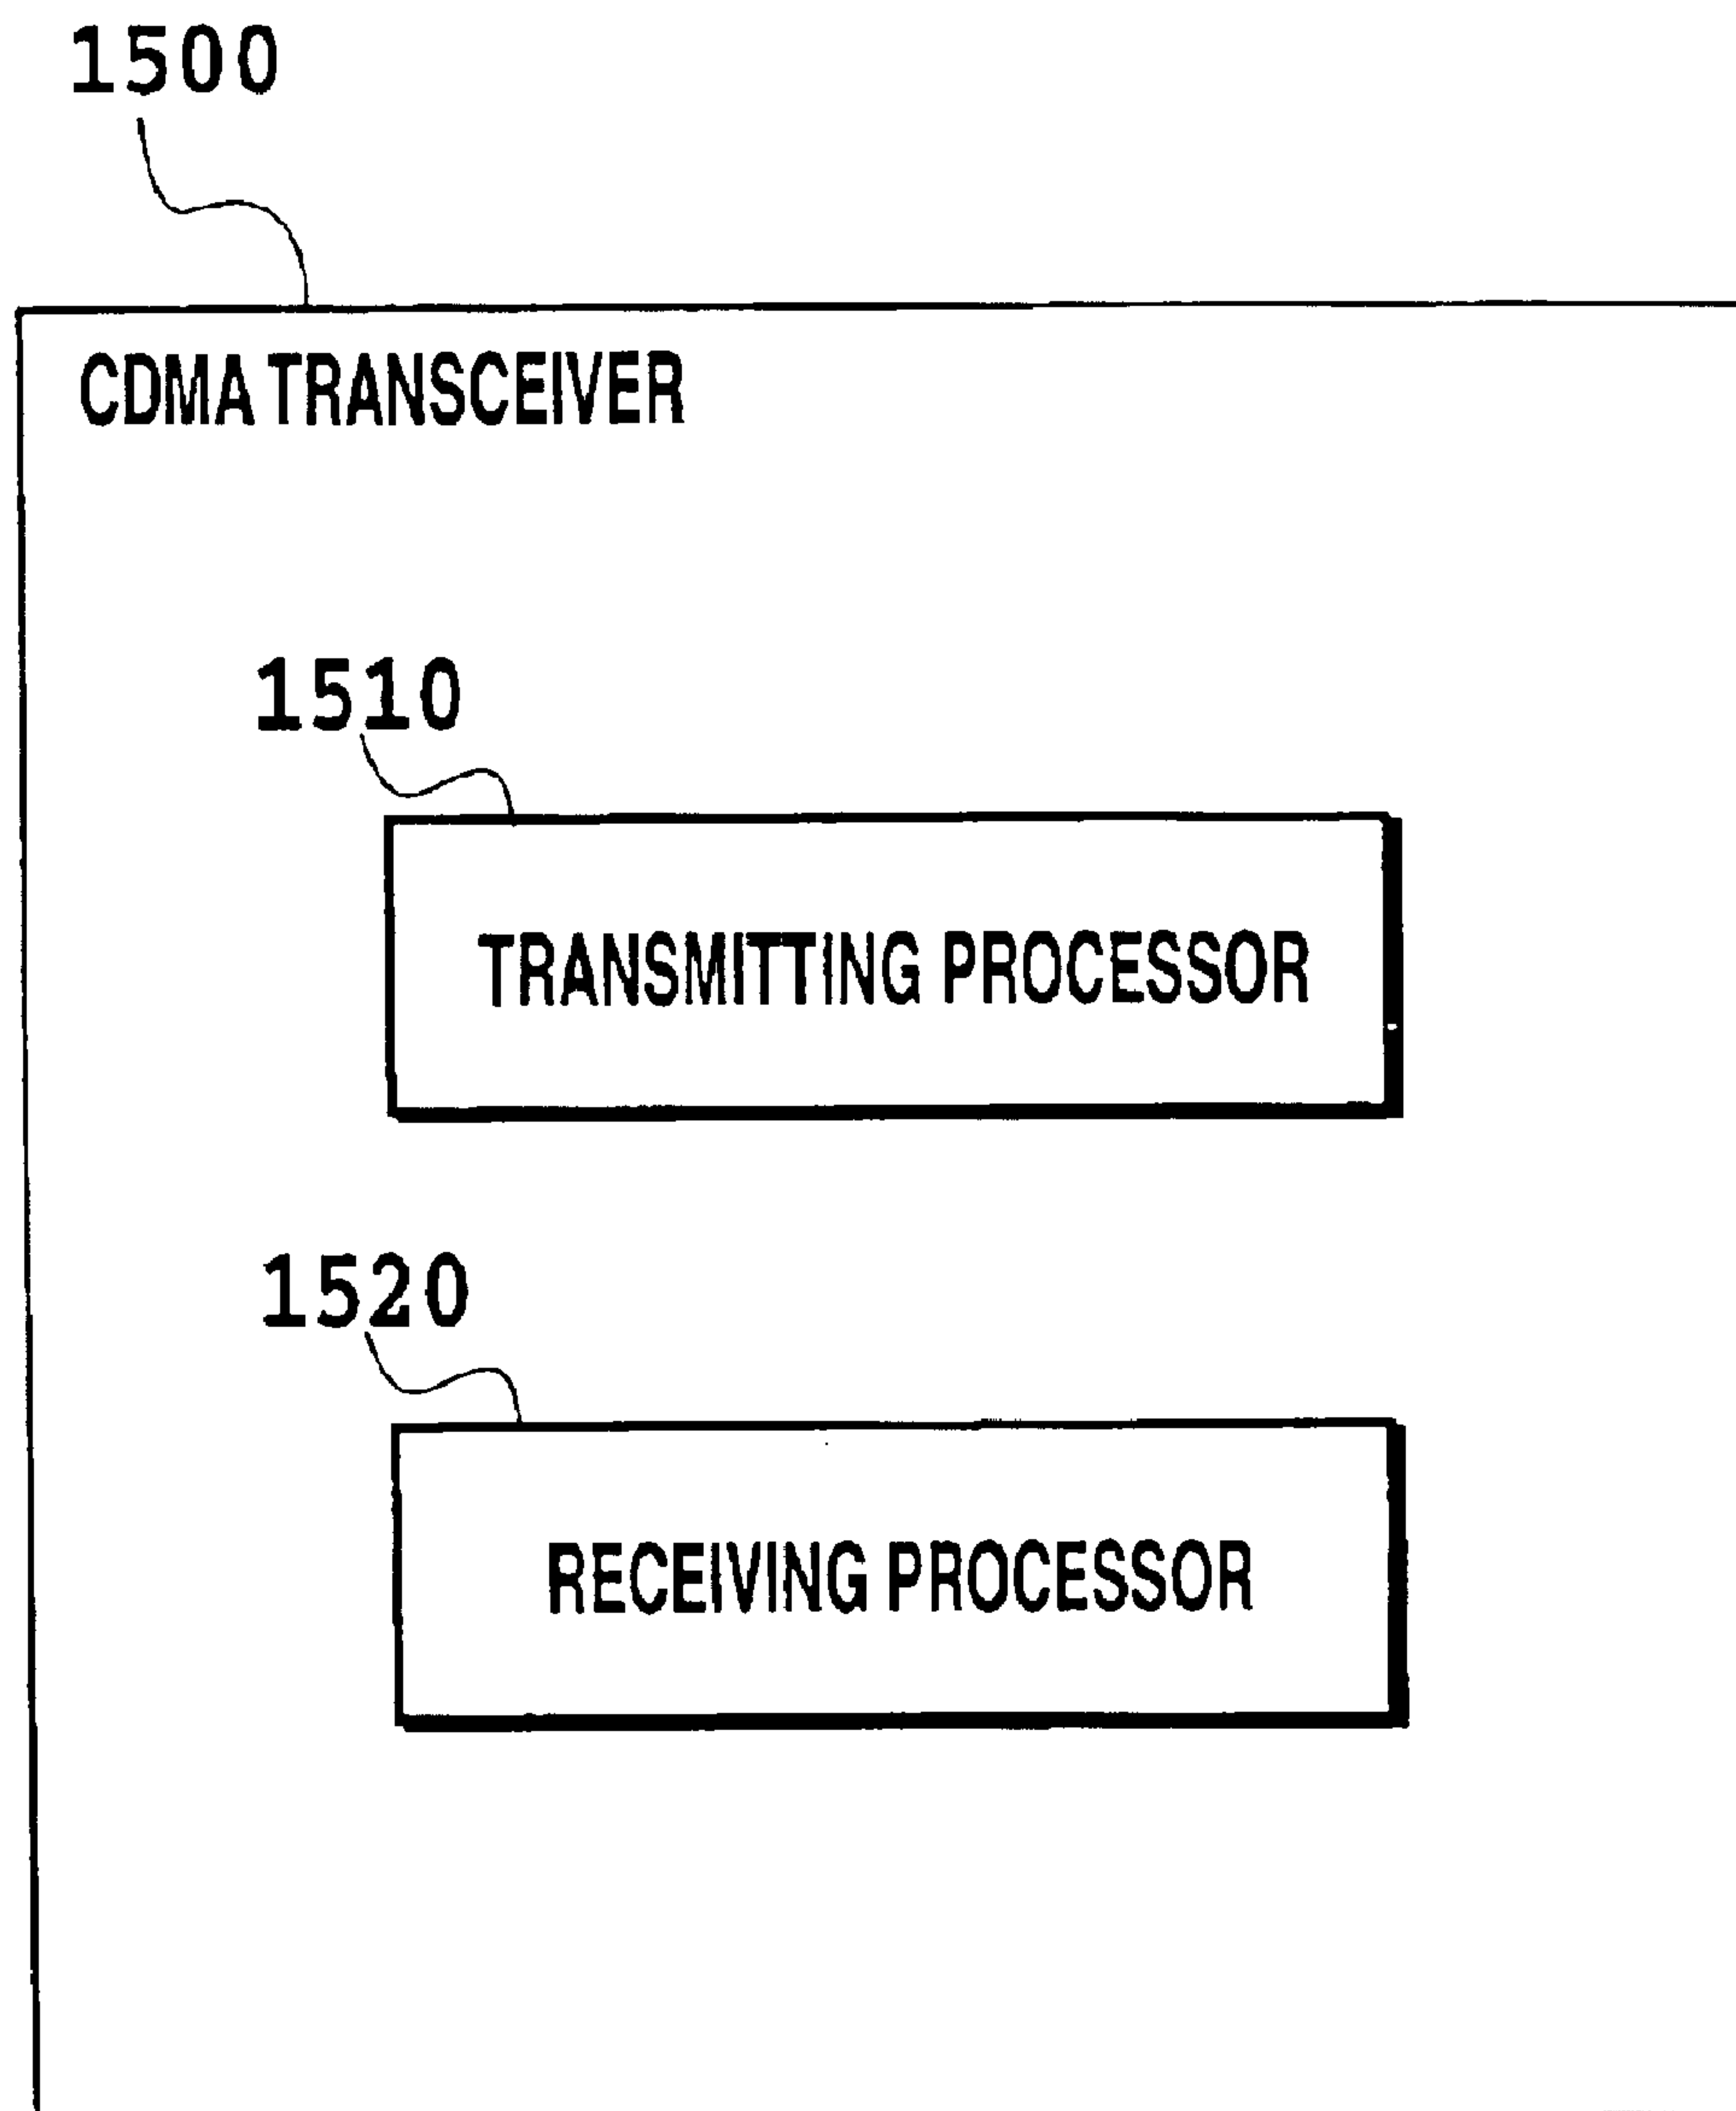 1500
CDMA TRANSCEIVER
1510
TRANSMITTING PROCESSOR
1520
RECEIVING PROCESSOR